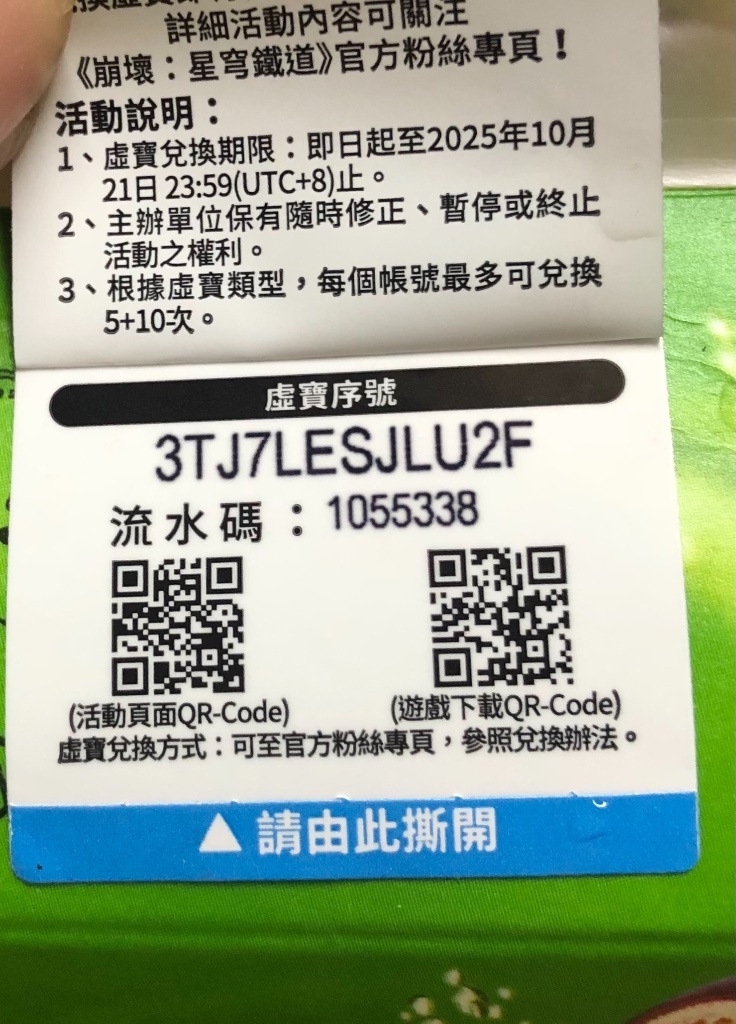 詳細活動內容可關注
《崩壞：星穹鐵道》官方粉絲專頁！
活動說明：
1、虛寶兌換期限：即日起至2025年10月
21日 23:59(UTC+8)止。
2、主辦單位保有隨時修正、暫停或終止
活動之權利。
3、根據虛寶類型，每個帳號最多可兌換
5+10次。
虛寶序號
3TJ7LESJLU2F
流水碼：1055338
(活動頁面QR-Code) (遊戲下載QR-Code)
虛寶兌換方式：可至官方粉絲專頁，參照兌換辦法。
▲請由此撕開